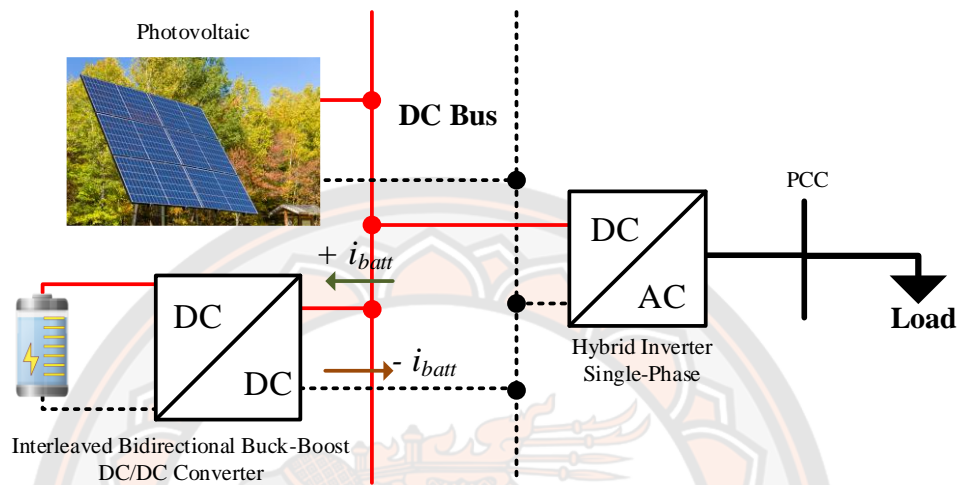 Photovoltaic
DC Bus
PCC
DC
AC
+ i_batt
DC
DC
- i_batt
Load
Hybrid Inverter
Single-Phase
Interleaved Bidirectional Buck-Boost
DC/DC Converter